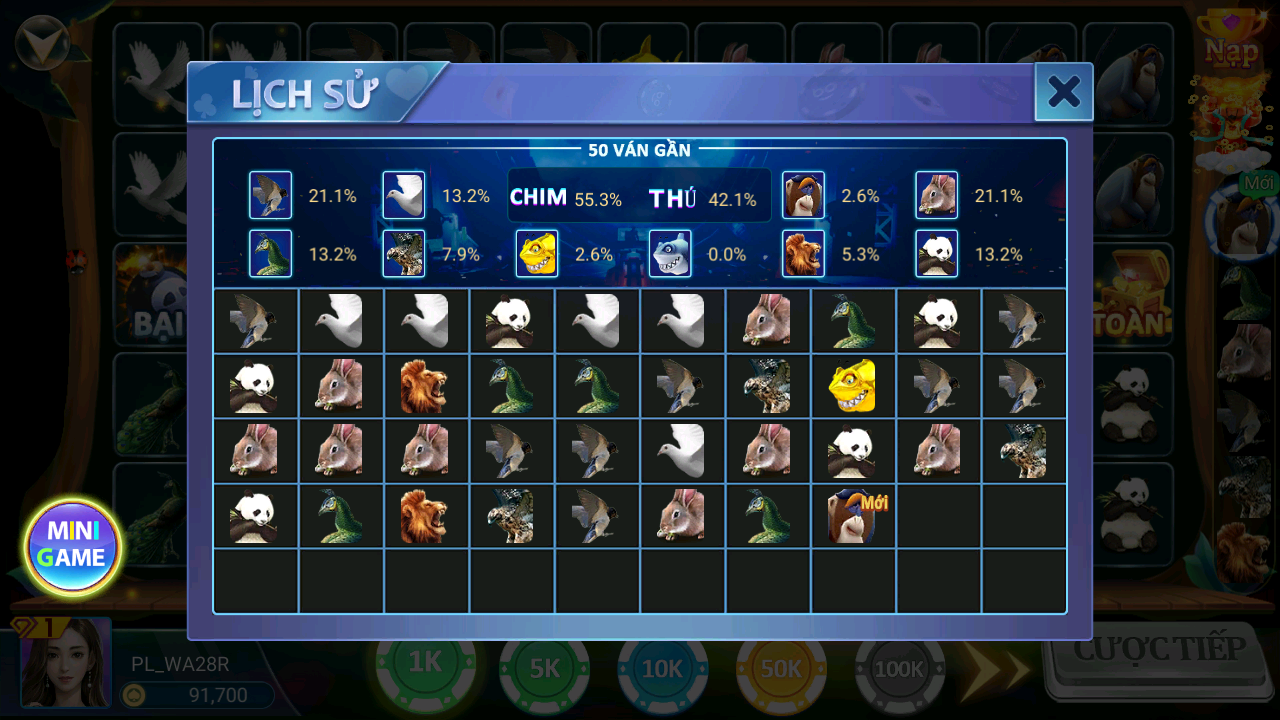 Nạp
LỊCH SỬ
50 VÁN GẦN
21.1%
13.2%
CHIM 55.3%
THÚ 42.1%
2.6%
21.1%
Mới
13.2%
7.9%
2.6%
0.0%
5.3%
13.2%
BAI
TOÀN
Mới
MINI
GAME
1
PL_WA28R
91,700
1K
5K
10K
50K
100K
CƯỢC TIẾP